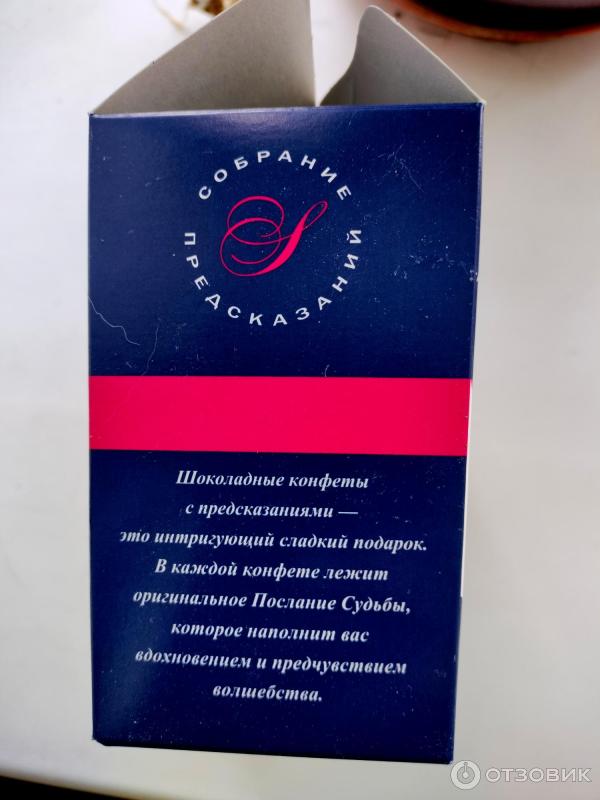 СОБРАНИЕ
ПРЕДСКАЗАНИЙ
S
Шоколадные конфеты
с предсказаниями —
это интригующий сладкий подарок.
В каждой конфете лежит
оригинальное Послание Судьбы,
которое наполнит вас
вдохновением и предчувствием
волшебства.
ОТЗОВИК